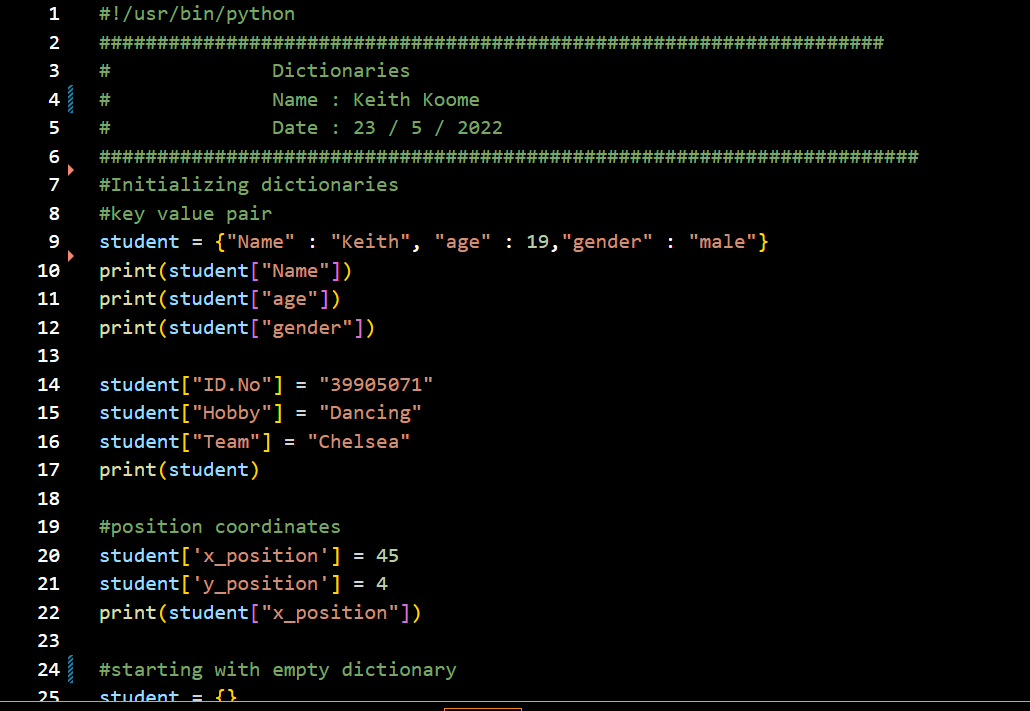 1 #!/usr/bin/python
2 ####################################################################
3 #              Dictionaries
4 #              Name : Keith Koome
5 #              Date : 23 / 5 / 2022
6 #######################################################################
7 #Initializing dictionaries
8 #key value pair
9 student = {"Name" : "Keith", "age" : 19,"gender" : "male"}
10 print(student["Name"])
11 print(student["age"])
12 print(student["gender"])
13
14 student["ID.No"] = "39905071"
15 student["Hobby"] = "Dancing"
16 student["Team"] = "Chelsea"
17 print(student)
18
19 #position coordinates
20 student['x_position'] = 45
21 student['y_position'] = 4
22 print(student["x_position"])
23
24 #starting with empty dictionary
25 student = {}